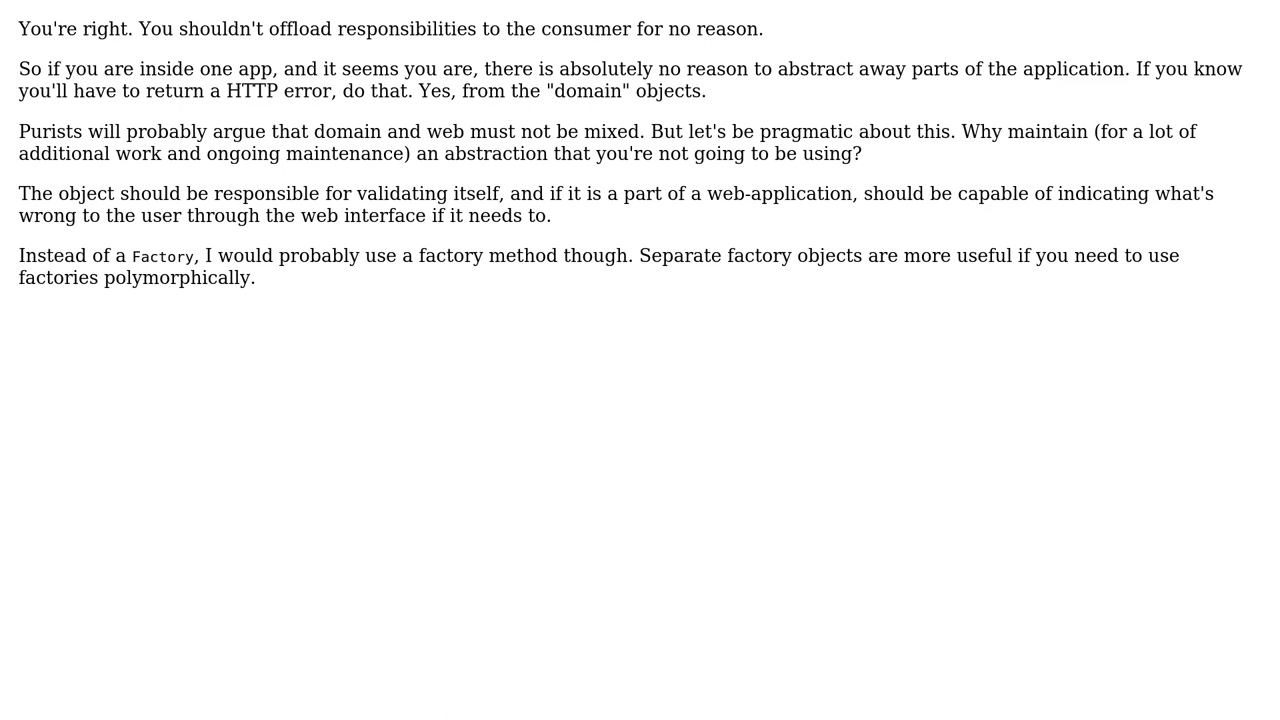 You're right. You shouldn't offload responsibilities to the consumer for no reason.
So if you are inside one app, and it seems you are, there is absolutely no reason to abstract away parts of the application. If you know
you'll have to return a HTTP error, do that. Yes, from the "domain" objects.
Purists will probably argue that domain and web must not be mixed. But let's be pragmatic about this. Why maintain (for a lot of
additional work and ongoing maintenance) an abstraction that you're not going to be using?
The object should be responsible for validating itself, and if it is a part of a web-application, should be capable of indicating what's
wrong to the user through the web interface if it needs to.
Instead of a Factory, I would probably use a factory method though. Separate factory objects are more useful if you need to use
factories polymorphically.